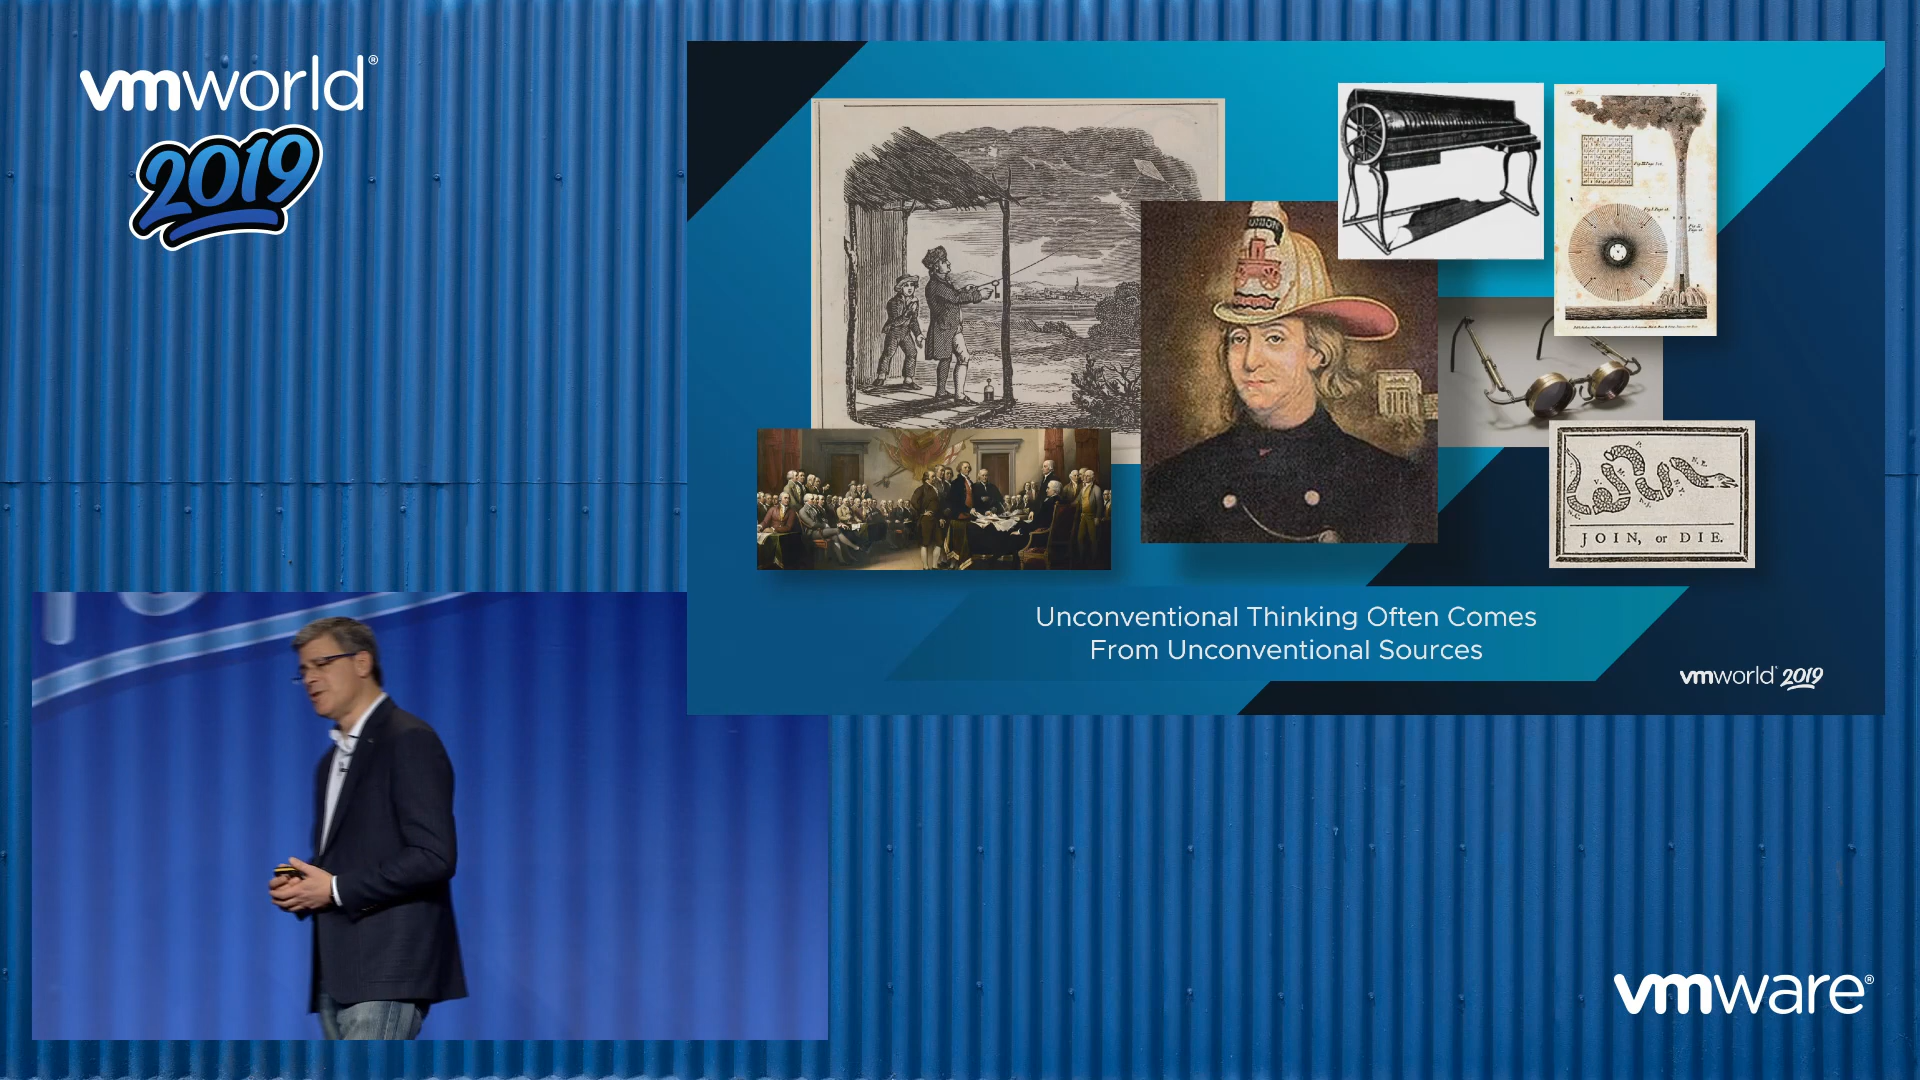 vmworld®
2019
UNION
JOIN, or DIE.
Unconventional Thinking Often Comes
From Unconventional Sources
vmworld 2019
vmware®